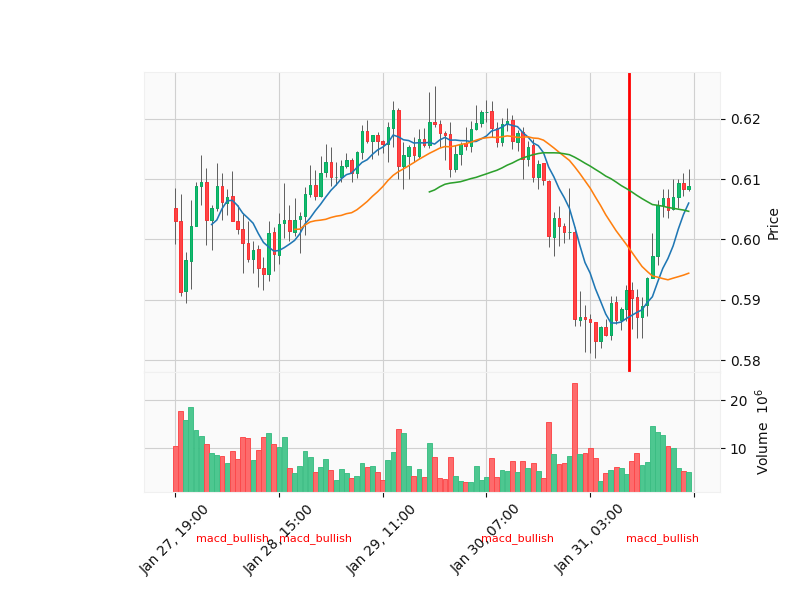 0.62
0.61
0.60
0.59
0.58
Price
20
10
Volume 10^6
Jan 27, 19:00
Jan 28, 15:00
Jan 29, 11:00
Jan 30, 07:00
Jan 31, 03:00
macd_bullish
macd_bullish
macd_bullish
macd_bullish